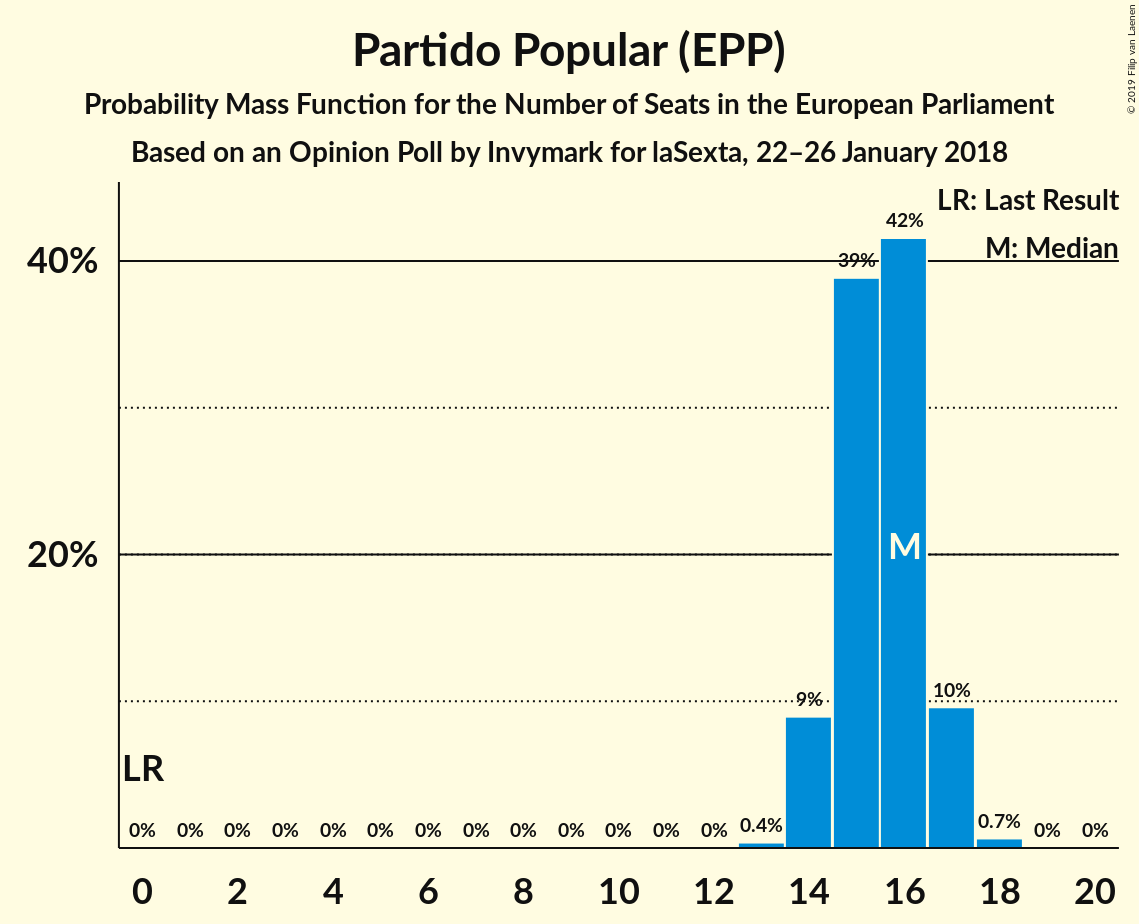 Partido Popular (EPP)
Probability Mass Function for the Number of Seats in the European Parliament
Based on an Opinion Poll by Invymark for laSexta, 22–26 January 2018
© 2019 Filip van Laenen
LR: Last Result
M: Median
40%
20%
42%
39%
M
9%
10%
LR
0% 0% 0% 0% 0% 0% 0% 0% 0% 0% 0% 0% 0% 0.4% 0.7% 0% 0%
0 2 4 6 8 10 12 14 16 18 20